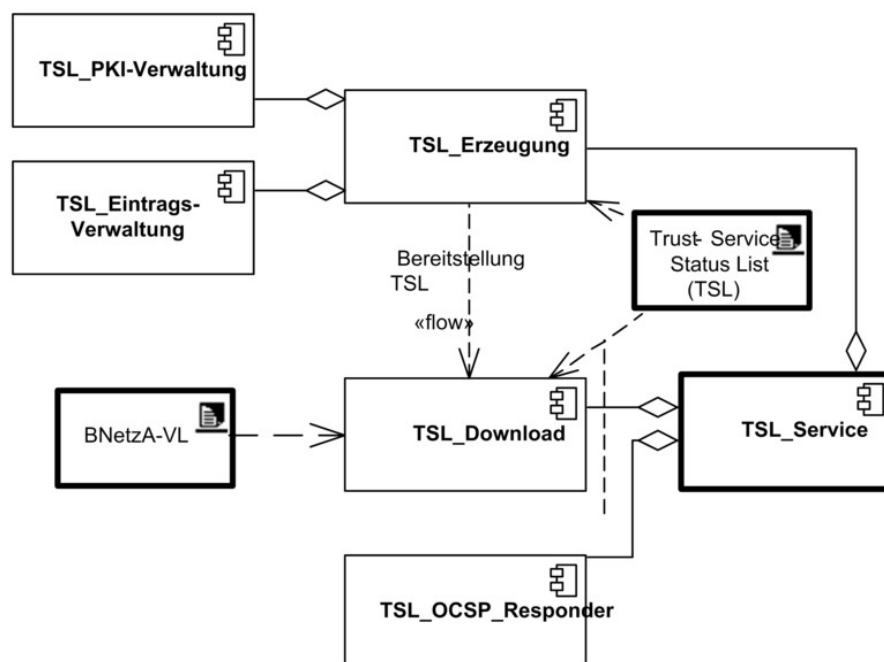 TSL_PKI-Verwaltung
TSL_Erzeugung
TSL_Eintrags-
Verwaltung
Trust- Service
Status List
(TSL)
Bereitstellung
TSL
«flow»
BNetzA-VL
TSL_Download
TSL_Service
TSL_OCSP_Responder